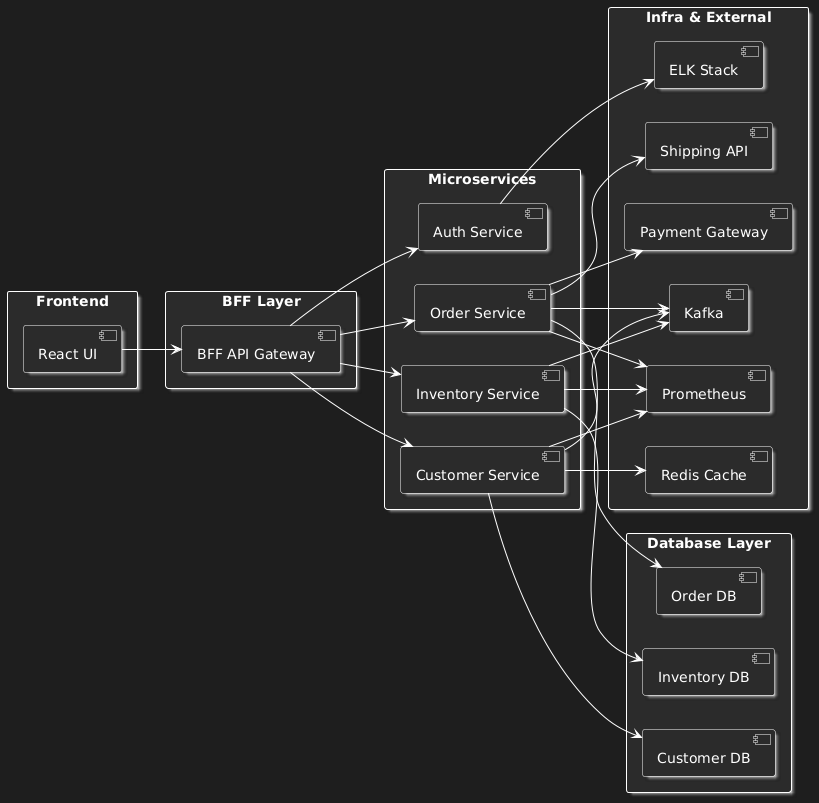 Frontend
React UI
BFF Layer
BFF API Gateway
Microservices
Auth Service
Order Service
Inventory Service
Customer Service
Infra & External
ELK Stack
Shipping API
Payment Gateway
Kafka
Prometheus
Redis Cache
Database Layer
Order DB
Inventory DB
Customer DB